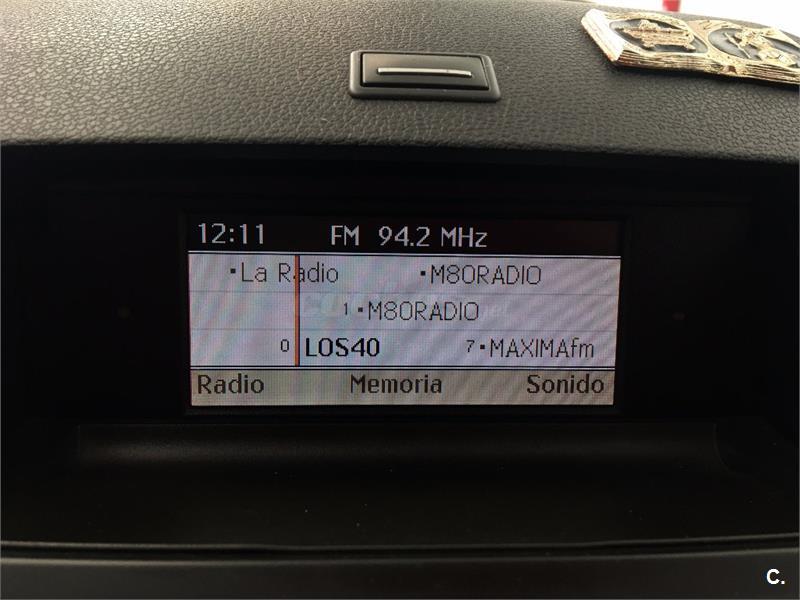 12:11 FM 94.2 MHz
La Radio M80RADIO
1 M80RADIO
0 LOS40 7 MAXIMAfm
Radio Memoria Sonido
C.